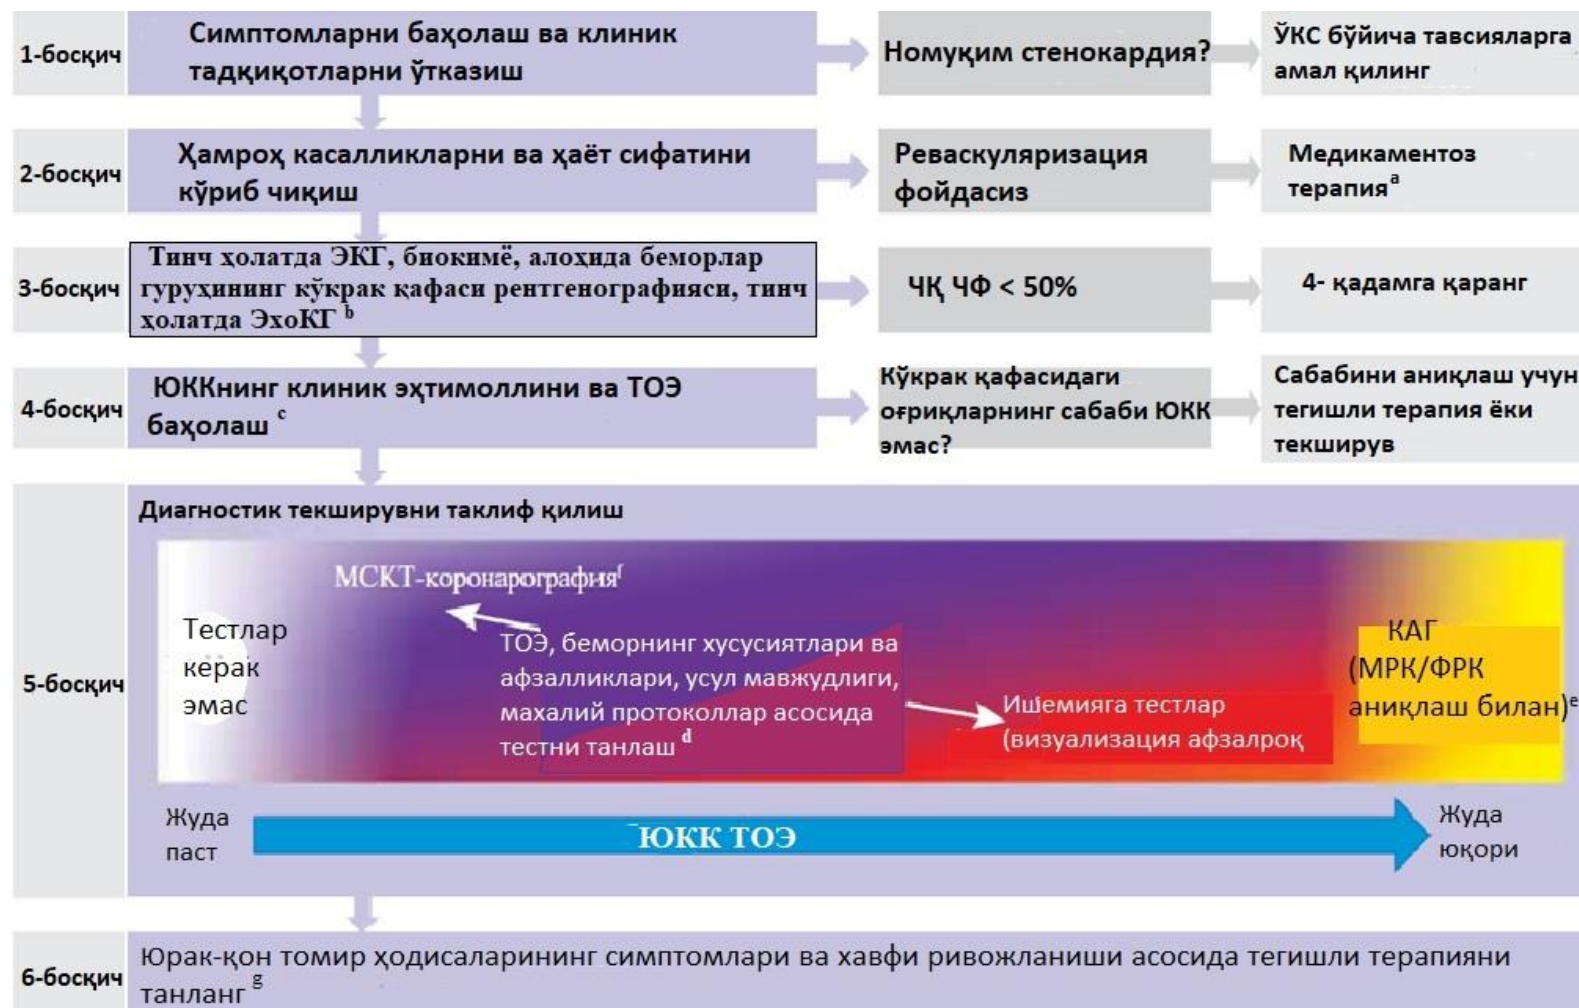 1-босқич
Симптомларни баҳолаш ва клиник
тадқиқотларни ўтказиш
Номуқим стенокардия?
ЎКС бўйича тавсияларга
амал қилинг
2-босқич
Ҳамроҳ касалликларни ва ҳаёт сифатини
кўриб чиқиш
Реваскуляризация
фойдасиз
Медикаментоз
терапия a
3-босқич
Тинч ҳолатда ЭКГ, биокимё, алоҳида беморлар
гуруҳининг кўкрак қафаси рентгенографияси, тинч
ҳолатда ЭхоКГ b
ЧҚ ЧФ < 50%
4- қадамга қаранг
4-босқич
ЮККнинг клиник эҳтимоллини ва ТОЭ
баҳолаш c
Кўкрак қафасидаги
оғриқларнинг сабаби ЮКК
эмас?
Сабабини аниқлаш учун
тегишли терапия ёки
текширув
5-босқич
Диагностик текширувни таклиф қилиш
МСКТ-коронарография f
Тестлар
керак
эмас
ТОЭ, беморнинг хусусиятлари ва
афзалликлари, усул мавжудлиги,
махалий протоколлар асосида
тестни танлаш d
Ишемияга тестлар
(визуализация афзалроқ
КАГ
(МРК/ФРК
аниқлаш билан) e
Жуда
паст
ЮКК ТОЭ
Жуда
юқори
6-босқич
Юрак-қон томир ҳодисаларининг симптомлари ва хавфи ривожланиши асосида тегишли терапияни
танланг g